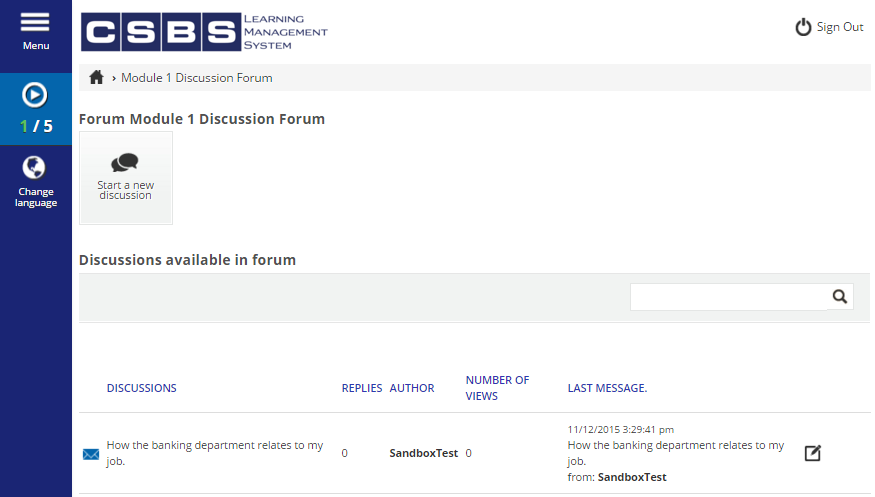 Menu
1 / 5
Change
language
CSBS
LEARNING
MANAGEMENT
SYSTEM
Sign Out
› Module 1 Discussion Forum
Forum Module 1 Discussion Forum
Start a new
discussion
Discussions available in forum
DISCUSSIONS REPLIES AUTHOR NUMBER OF
VIEWS LAST MESSAGE.
How the banking department relates to my
job.
0 SandboxTest 0
11/12/2015 3:29:41 pm
How the banking department relates to my
job.
from: SandboxTest